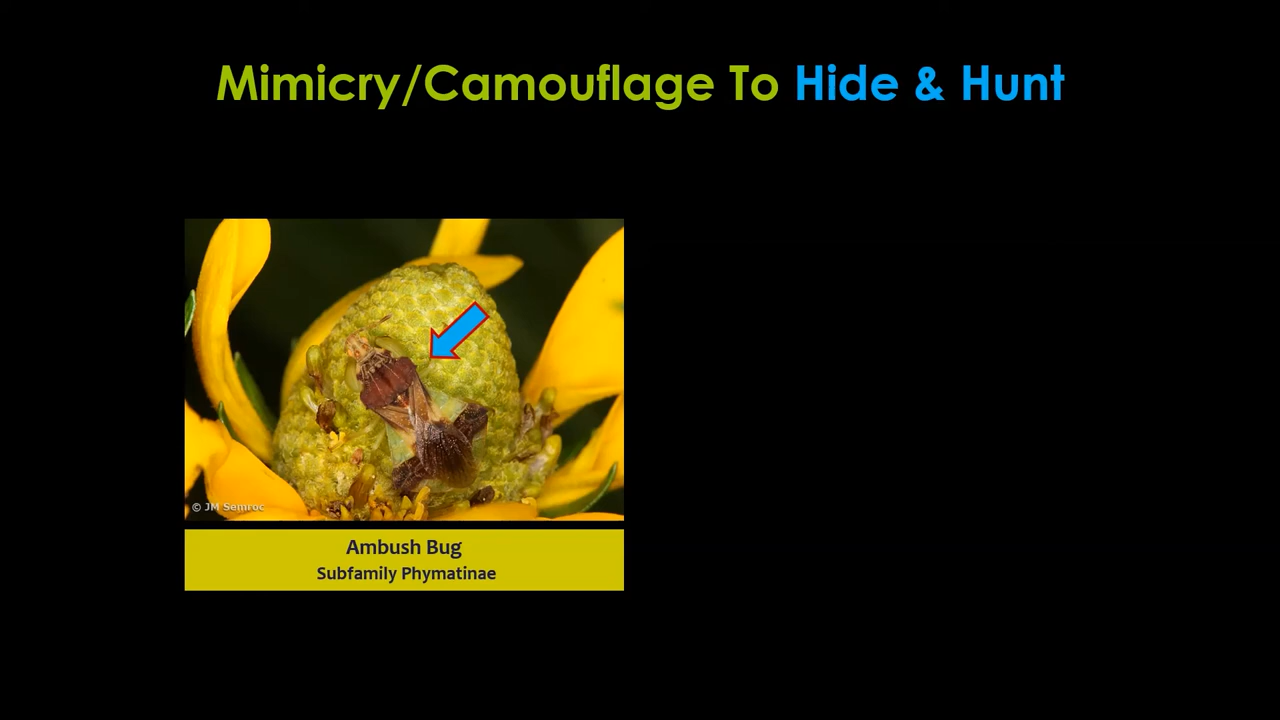 Mimicry/Camouflage To Hide & Hunt
© JM Semroc
Ambush Bug
Subfamily Phymatinae